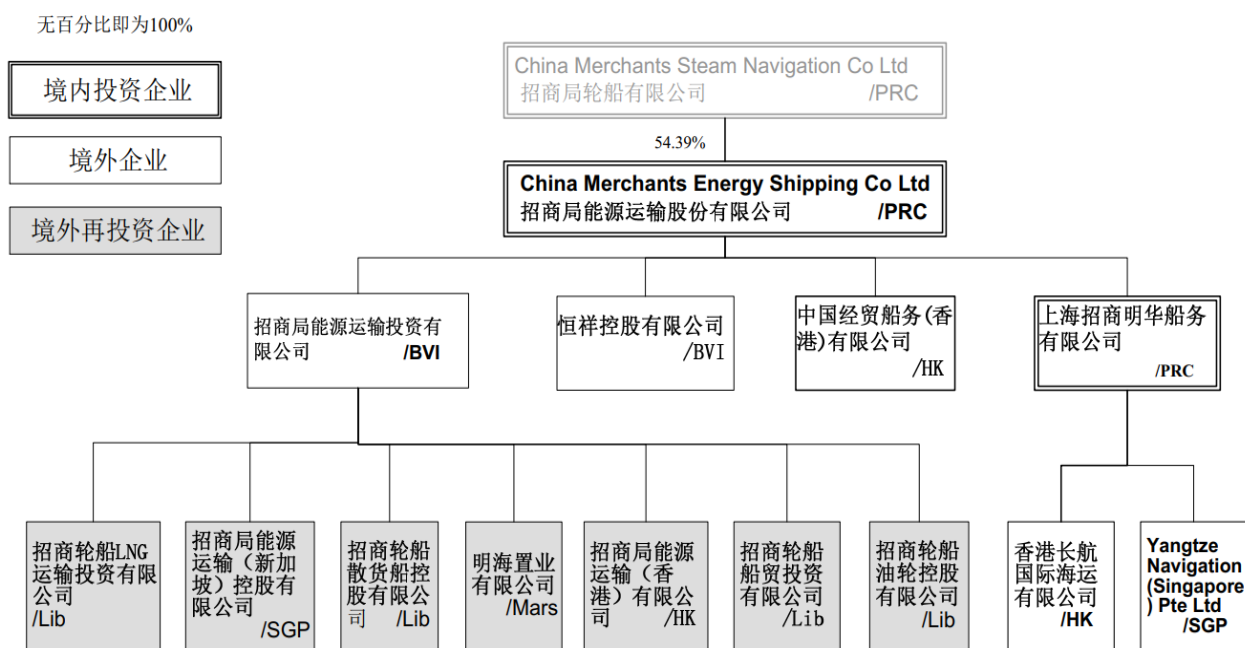 无百分比即为100%
境内投资企业
境外企业
境外再投资企业
China Merchants Steam Navigation Co Ltd
招商局轮船有限公司 /PRC
54.39%
China Merchants Energy Shipping Co Ltd
招商局能源运输股份有限公司 /PRC
招商局能源运输投资有
限公司 /BVI
恒祥控股有限公司
/BVI
中国经贸船务(香
港)有限公司
/HK
上海招商明华船务
有限公司
/PRC
招商轮船LNG
运输投资有限
公司
/Lib
招商局能源
运输（新加
坡）控股有
限公司
/SGP
招商轮船
散货船控
股有限公
司 /Lib
明海置业
有限公司
/Mars
招商局能源
运输（香
港）有限公
司 /HK
招商轮船
船贸投资
有限公司
/Lib
招商轮船
油轮控股
有限公司
/Lib
香港长航
国际海运
有限公司
/HK
Yangtze
Navigation
(Singapore
) Pte Ltd
/SGP